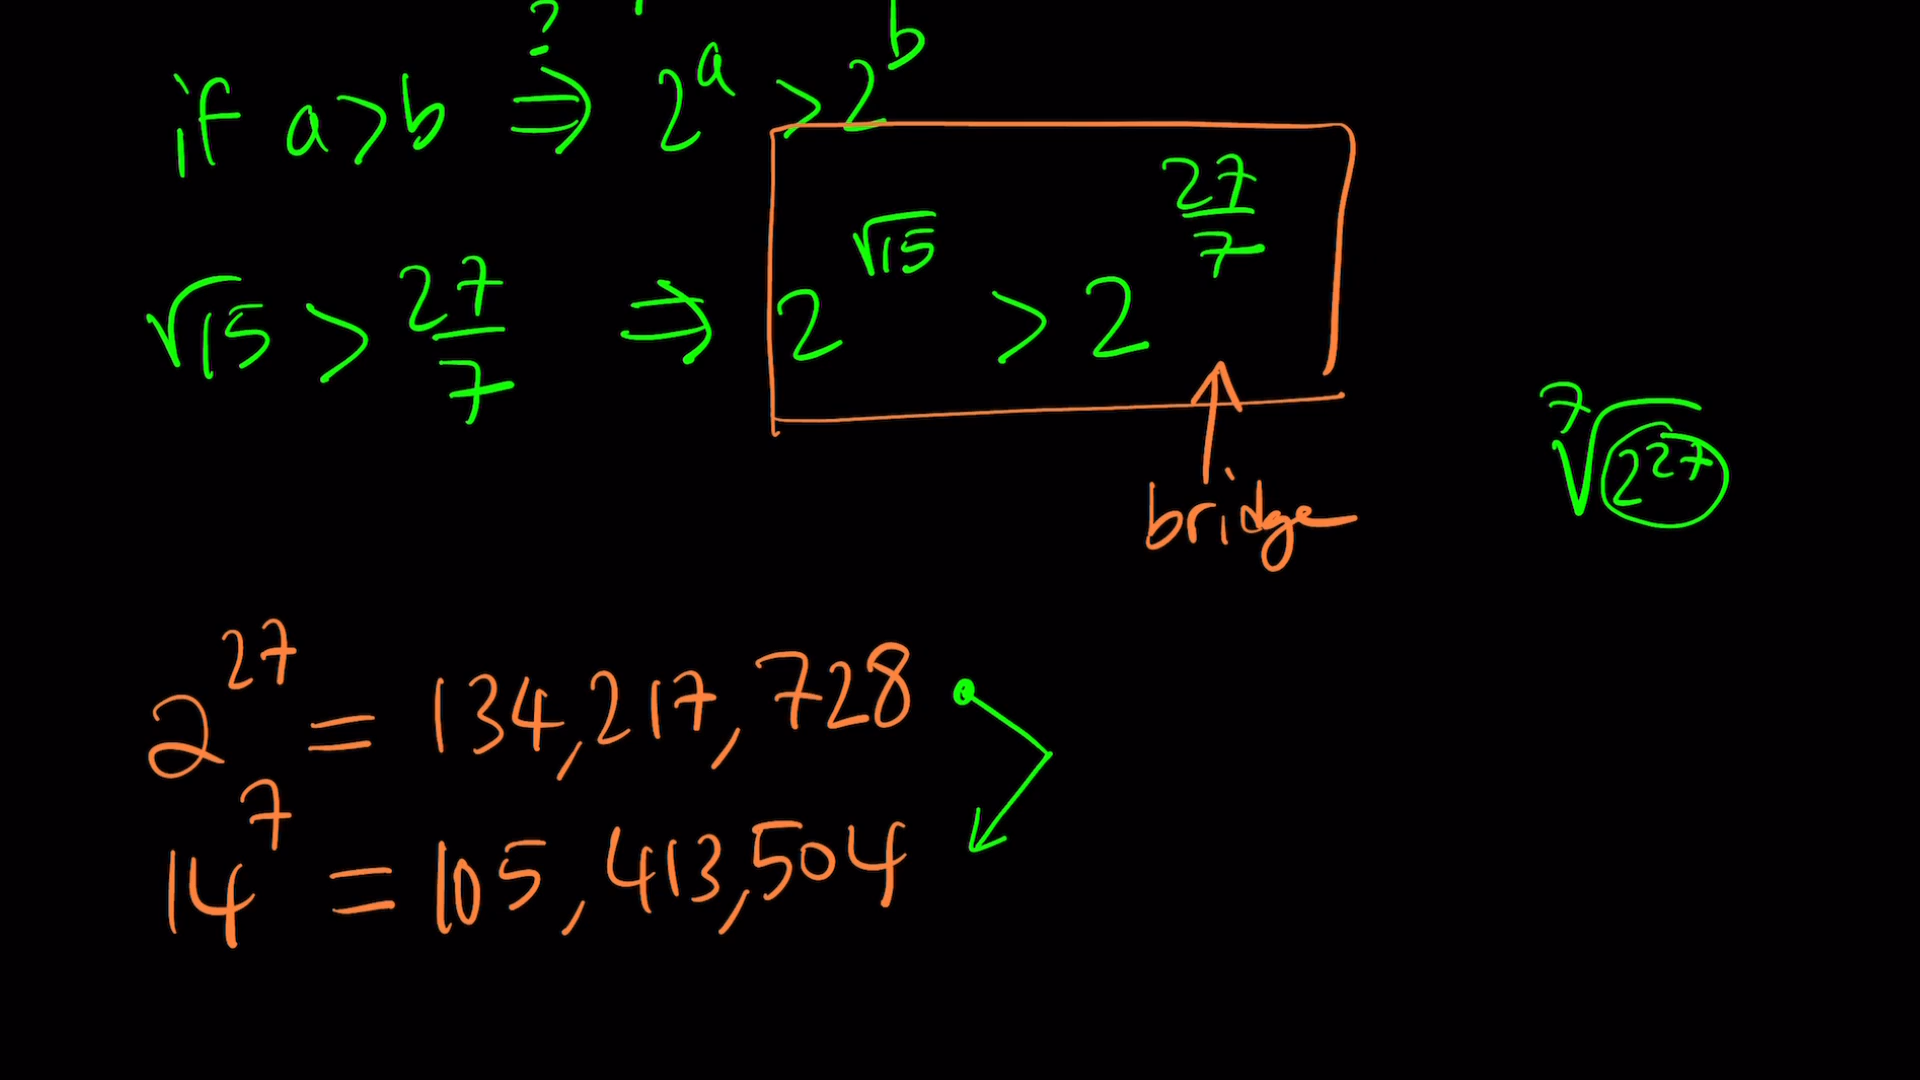 if a>b ?⇒ 2^a > 2^b
√15 > 27/7 ⇒ 2^√15 > 2^(27/7)
⁷√(2^27)
bridge
2^27 = 134,217,728
14^7 = 105,413,504